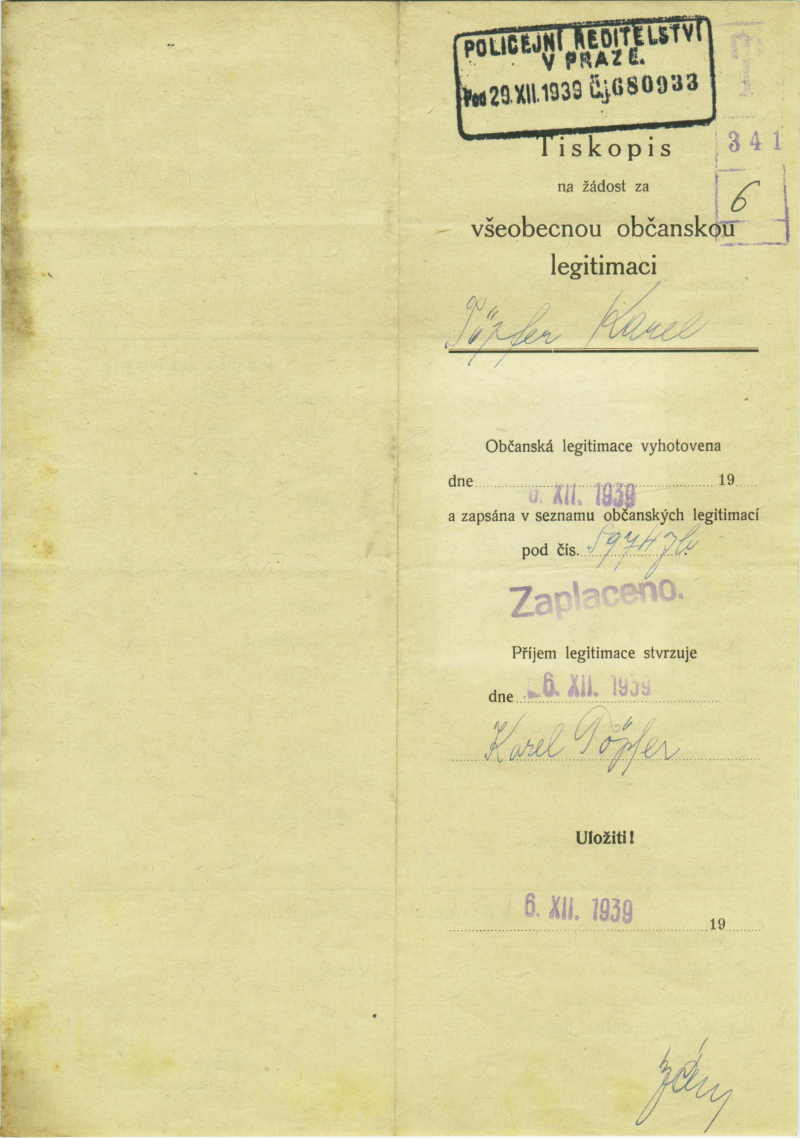 POLICEJNÍ ŘEDITELSTVÍ
V PRAZE.
Pod 29.XII.1939 Č.j.680933
341
6
Tiskopis
na žádost za
všeobecnou občanskou
legitimaci
Töpfer Karel
Občanská legitimace vyhotovena
dne 6. XII. 1939 19
a zapsána v seznamu občanských legitimací
pod čís.
Zaplaceno.
Příjem legitimace stvrzuje
dne 6. XII. 1939
Karel Töpfer
Uložiti!
6. XII. 1939 19